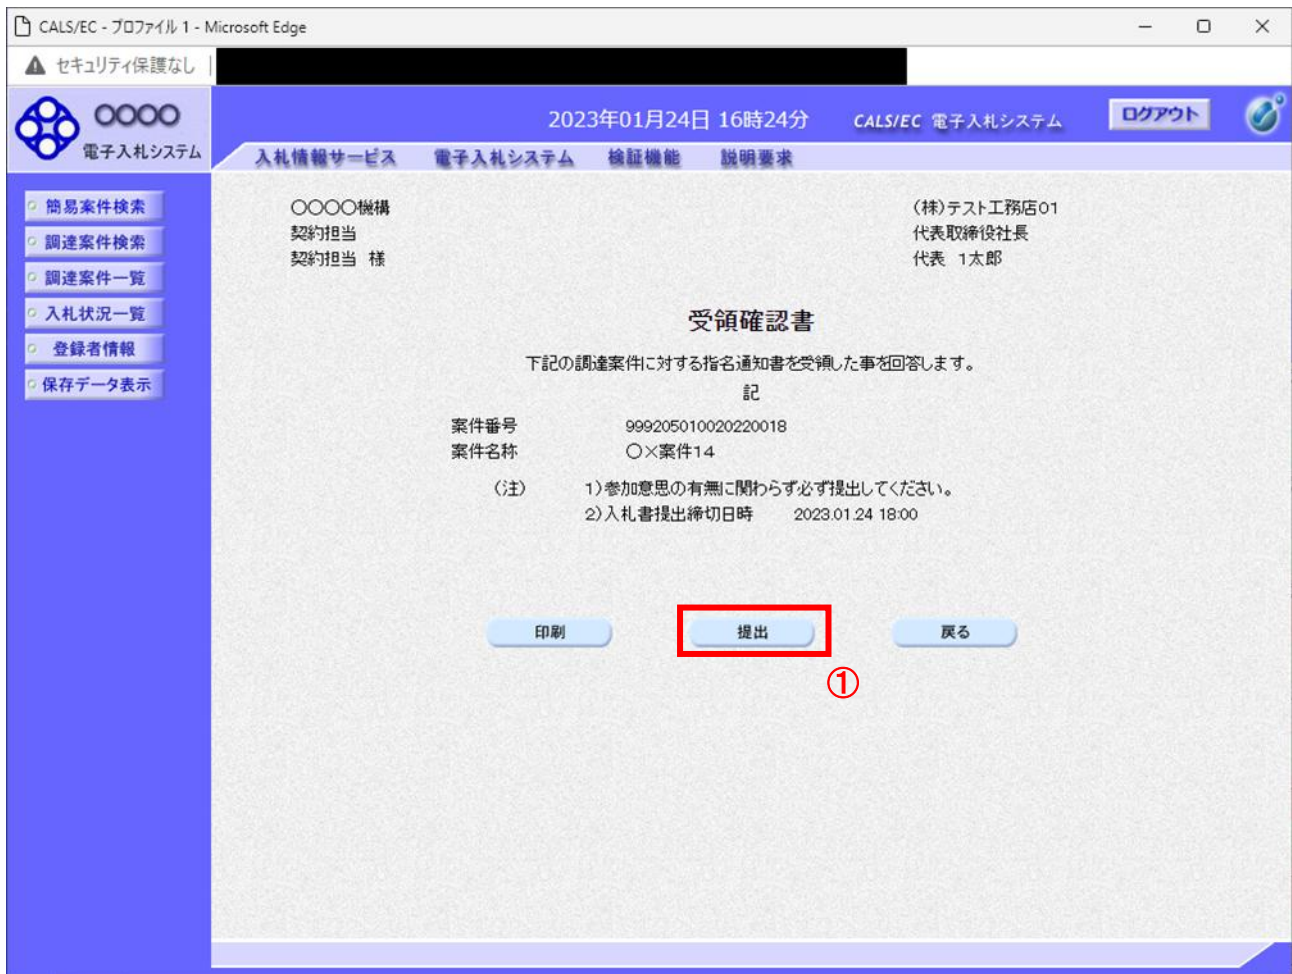 CALS/EC - プロファイル 1 - Microsoft Edge
セキュリティ保護なし
〇〇〇〇
電子入札システム
2023年01月24日 16時24分
CALS/EC 電子入札システム
ログアウト
入札情報サービス 電子入札システム 検証機能 説明要求
簡易案件検索
調達案件検索
調達案件一覧
入札状況一覧
登録者情報
保存データ表示
〇〇〇〇機構
契約担当
契約担当 様
(株)テスト工務店01
代表取締役社長
代表 1太郎
受領確認書
下記の調達案件に対する指名通知書を受領した事を回答します。
記
案件番号 999205010020220018
案件名称 〇×案件14
(注) 1)参加意思の有無に関わらず必ず提出してください。
2)入札書提出締切日時 2023.01.24 18:00
印刷 提出 戻る
①